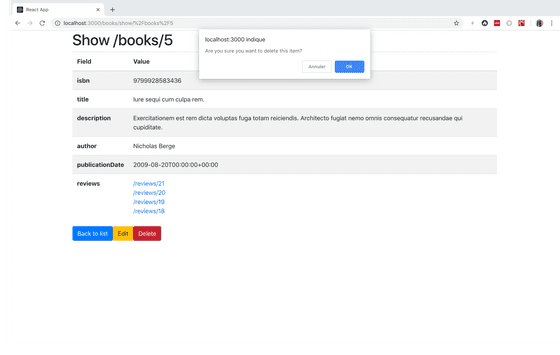 React App
localhost:3000/books/show/%2Fbooks%2F5
Show /books/5
localhost:3000 indique
Are you sure you want to delete this item?
Annuler
OK
Field Value
isbn 9799928583436
title Iure sequi cum culpa rem.
description Exercitationem est rem dicta voluptas fuga totam reiciendis. Architecto fugiat nemo omnis consequatur recusandae qui
cupiditate.
author Nicholas Berge
publicationDate 2009-08-20T00:00:00+00:00
reviews /reviews/21
/reviews/20
/reviews/19
/reviews/18
Back to list Edit Delete